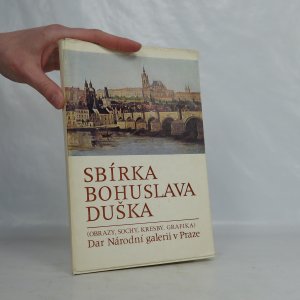 SBÍRKA
BOHUSLAVA
DUŠKA
(OBRAZY, SOCHY, KRESBY, GRAFIKA)
Dar Národní galerii v Praze